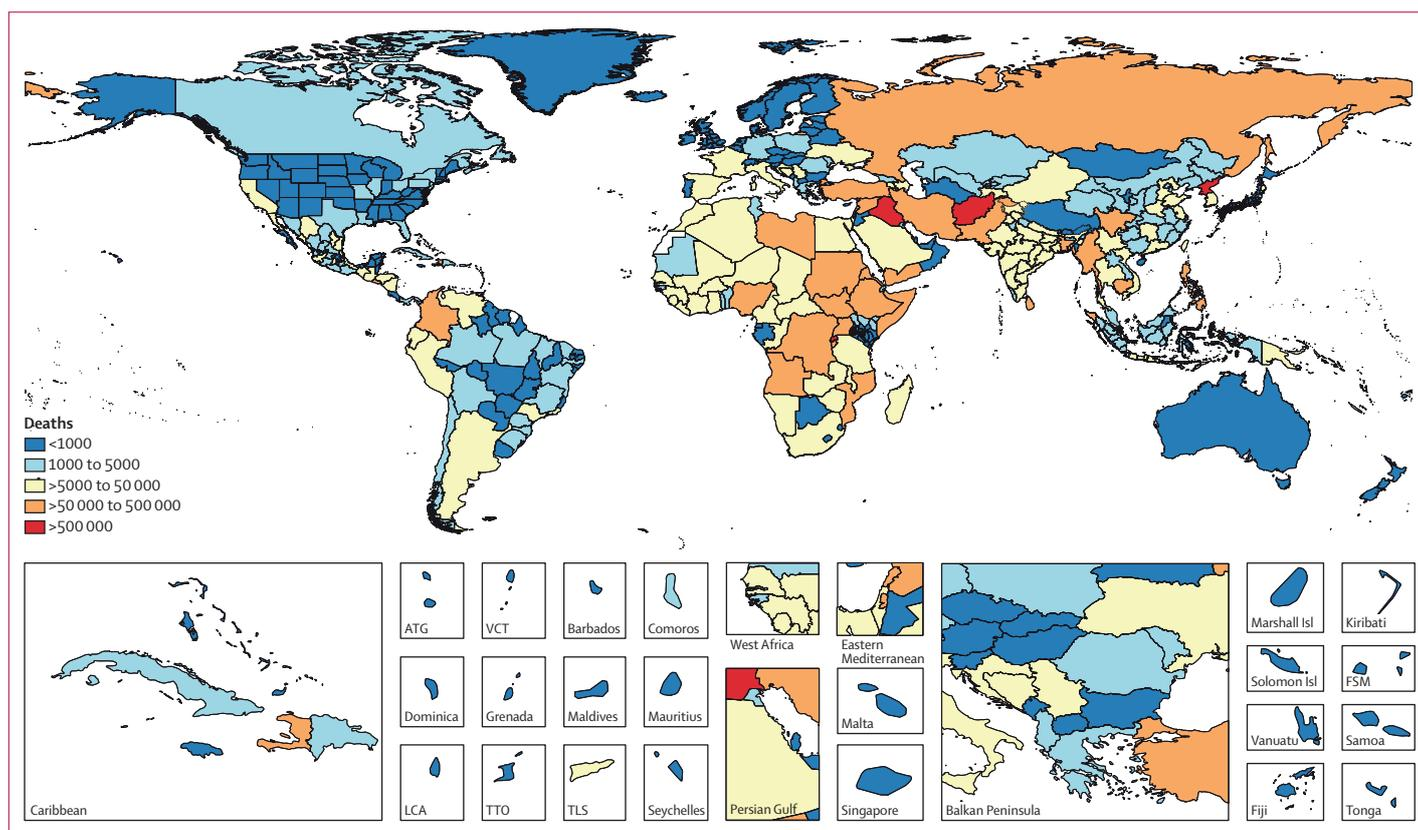 Deaths
<1000
1000 to 5000
>5000 to 50 000
>50 000 to 500 000
>500 000
Caribbean
ATG
VCT
Barbados
Comoros
Dominica
Grenada
Maldives
Mauritius
LCA
TTO
TLS
Seychelles
West Africa
Eastern
Mediterranean
Persian Gulf
Malta
Singapore
Balkan Peninsula
Marshall Isl
Kiribati
Solomon Isl
FSM
Vanuatu
Samoa
Fiji
Tonga